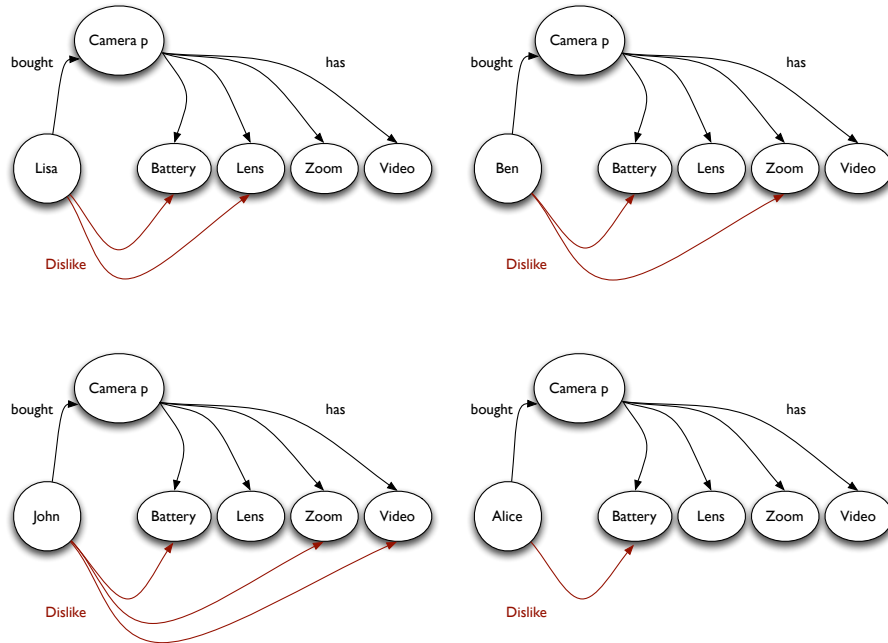 Camera p
bought
has
Lisa
Battery
Lens
Zoom
Video
Dislike
Camera p
bought
has
Ben
Battery
Lens
Zoom
Video
Dislike
Camera p
bought
has
John
Battery
Lens
Zoom
Video
Dislike
Camera p
bought
has
Alice
Battery
Lens
Zoom
Video
Dislike